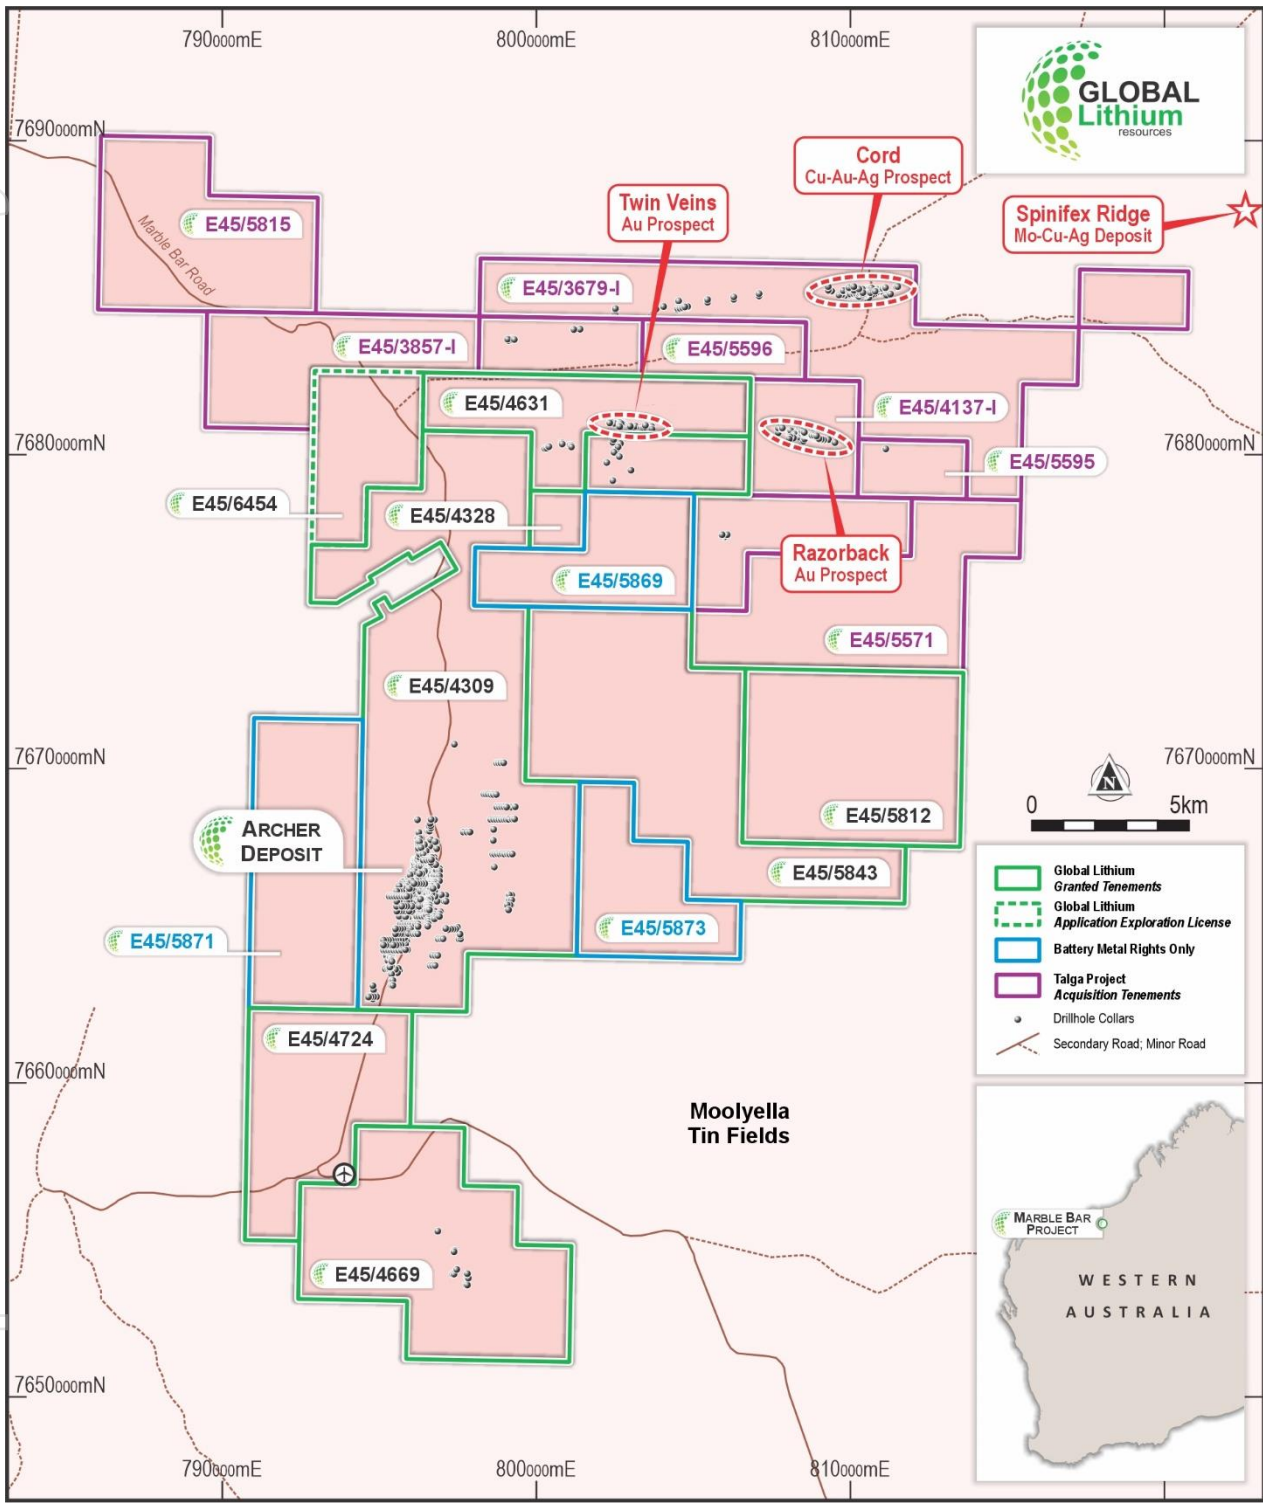 790000mE
800000mE
810000mE
GLOBAL
Lithium
resources
7690000mN
Cord
Cu-Au-Ag Prospect
Twin Veins
Au Prospect
Spinifex Ridge
Mo-Cu-Ag Deposit
E45/5815
Marble Bar Road
E45/3679-I
E45/3857-I
E45/5596
E45/4631
E45/4137-I
7680000mN
7680000mN
E45/5595
E45/6454
E45/4328
Razorback
Au Prospect
E45/5869
E45/5571
E45/4309
7670000mN
7670000mN
N
0
5km
E45/5812
ARCHER
DEPOSIT
E45/5843
E45/5871
E45/5873
Global Lithium
Granted Tenements
Global Lithium
Application Exploration License
Battery Metal Rights Only
Talga Project
Acquisition Tenements
Drillhole Collars
Secondary Road; Minor Road
E45/4724
7660000mN
Moolyella
Tin Fields
MARBLE BAR
PROJECT
WESTERN
AUSTRALIA
E45/4669
7650000mN
790000mE
800000mE
810000mE